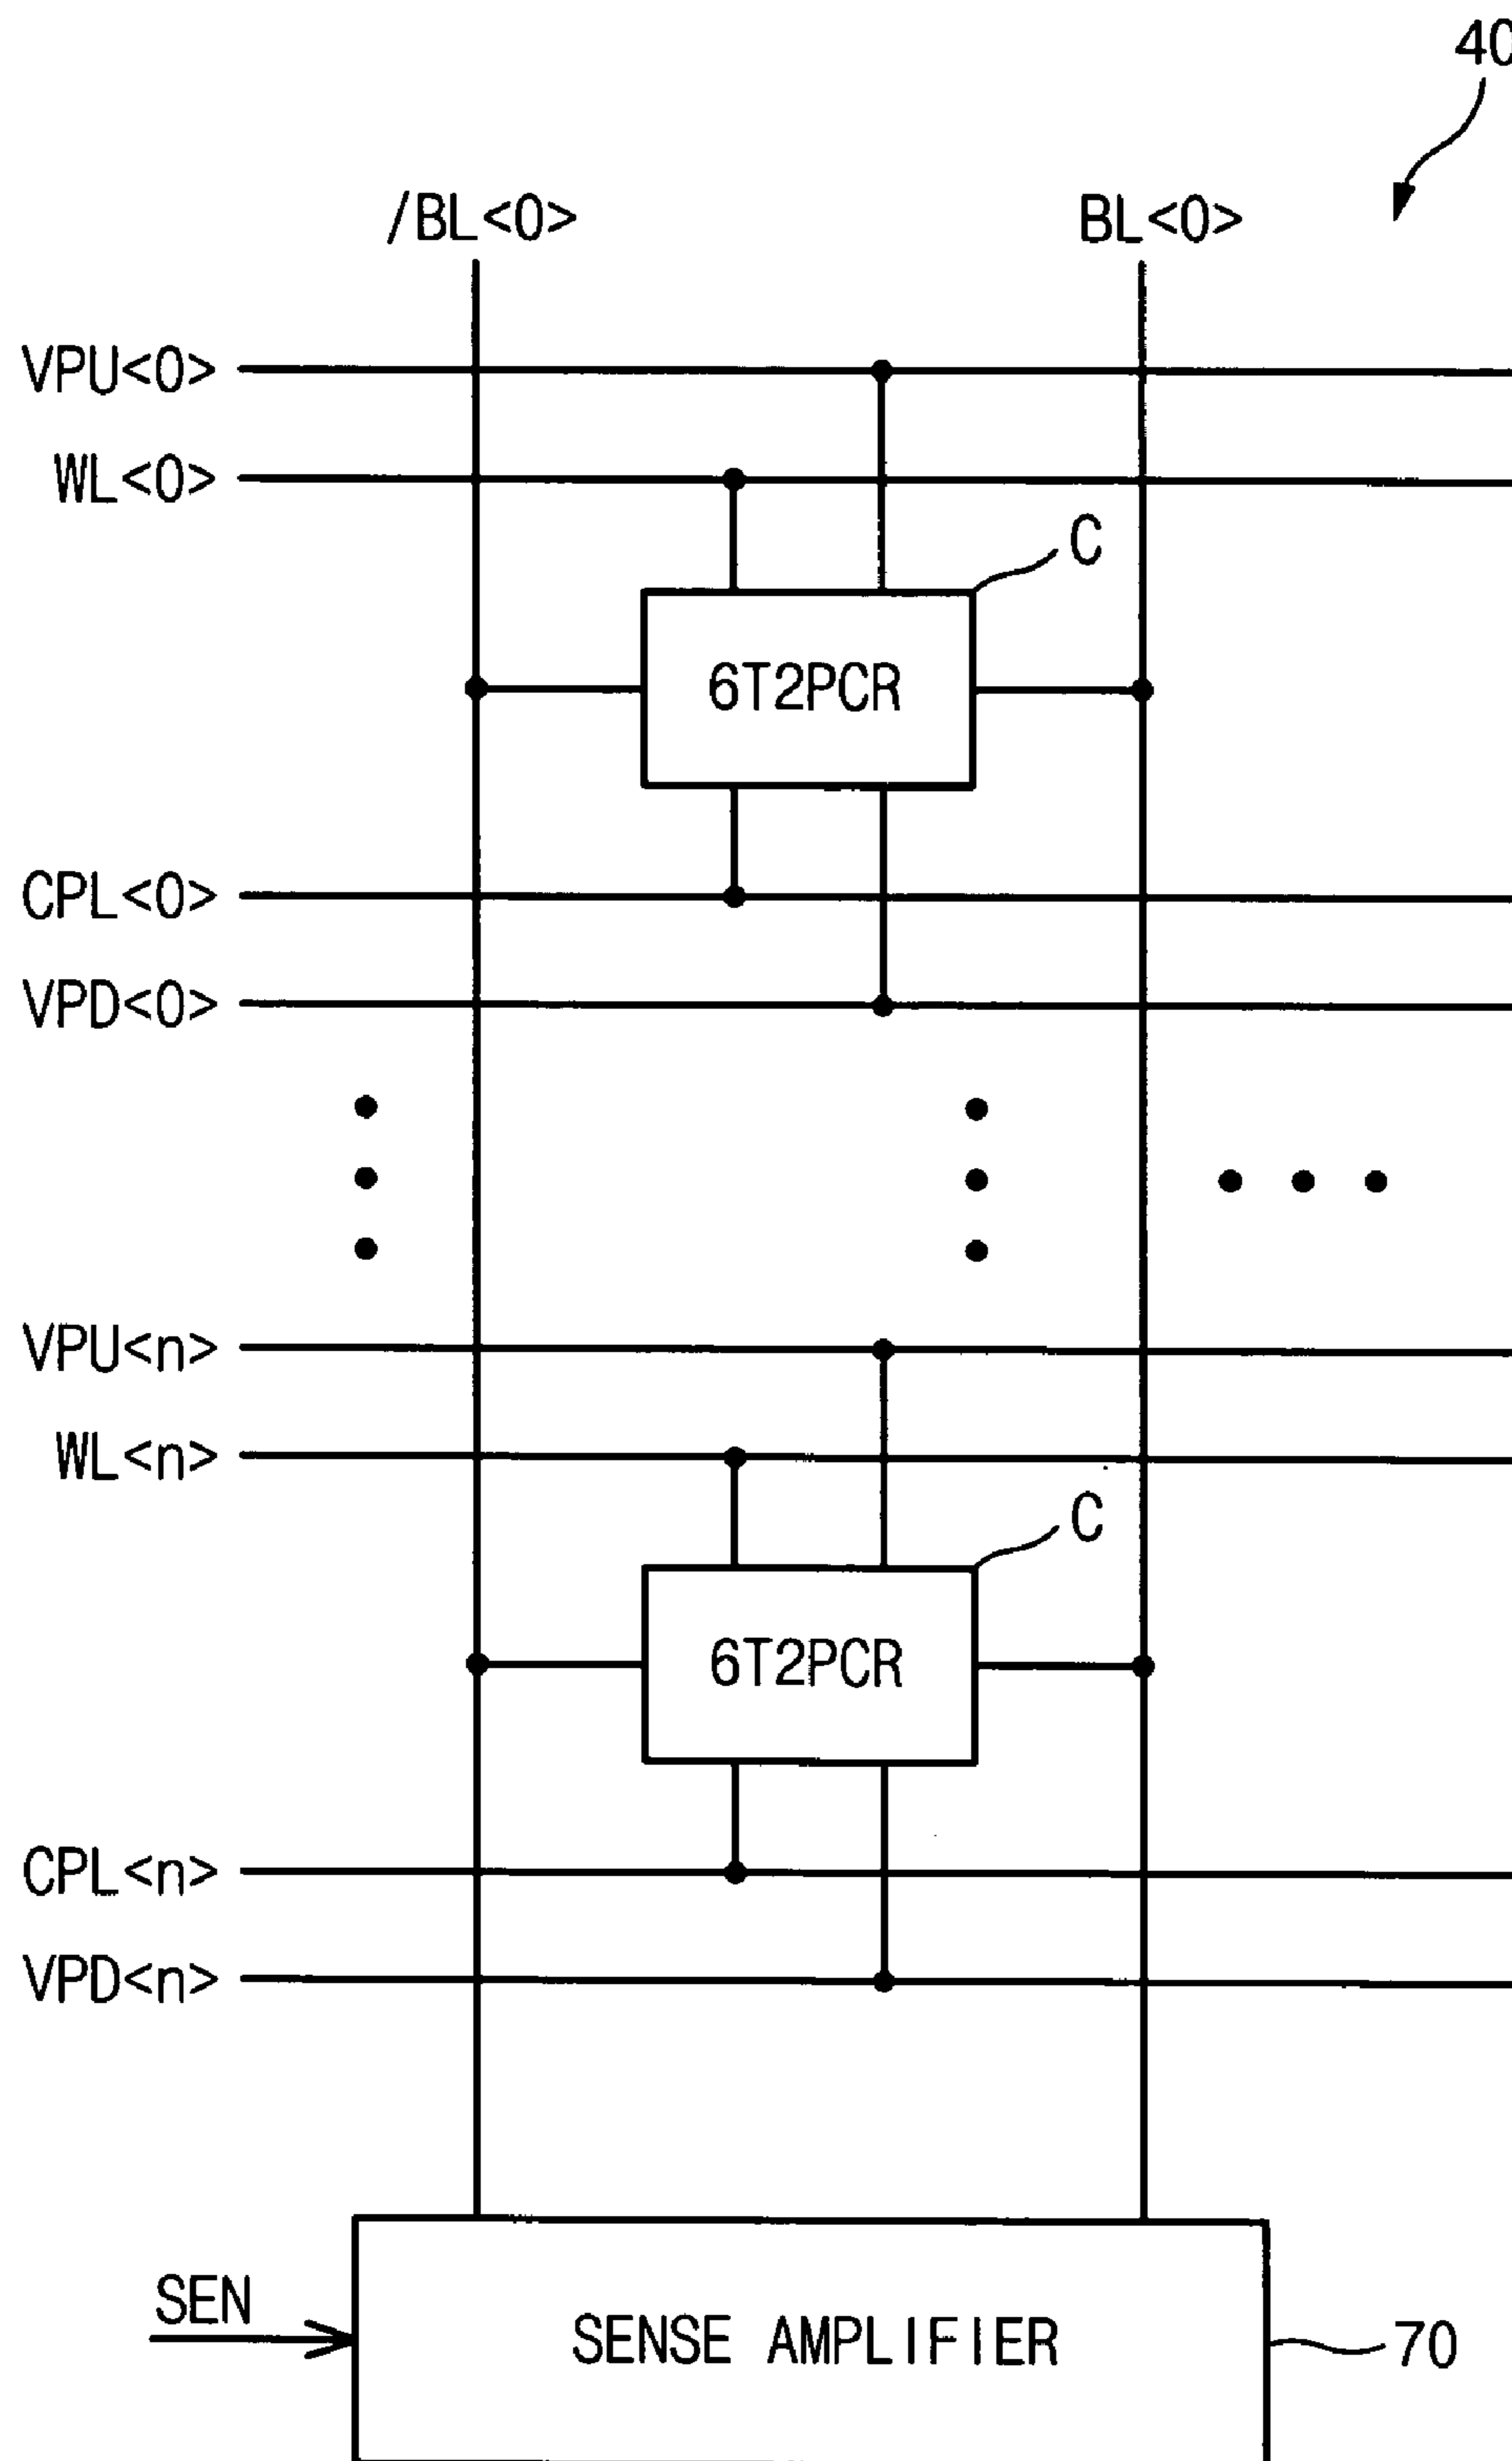 40
/BL<0> BL<0>
VPU<0>
WL<0>
C
6T2PCR
CPL<0>
VPD<0>
VPU<n>
WL<n>
C
6T2PCR
CPL<n>
VPD<n>
SEN
SENSE AMPLIFIER
70